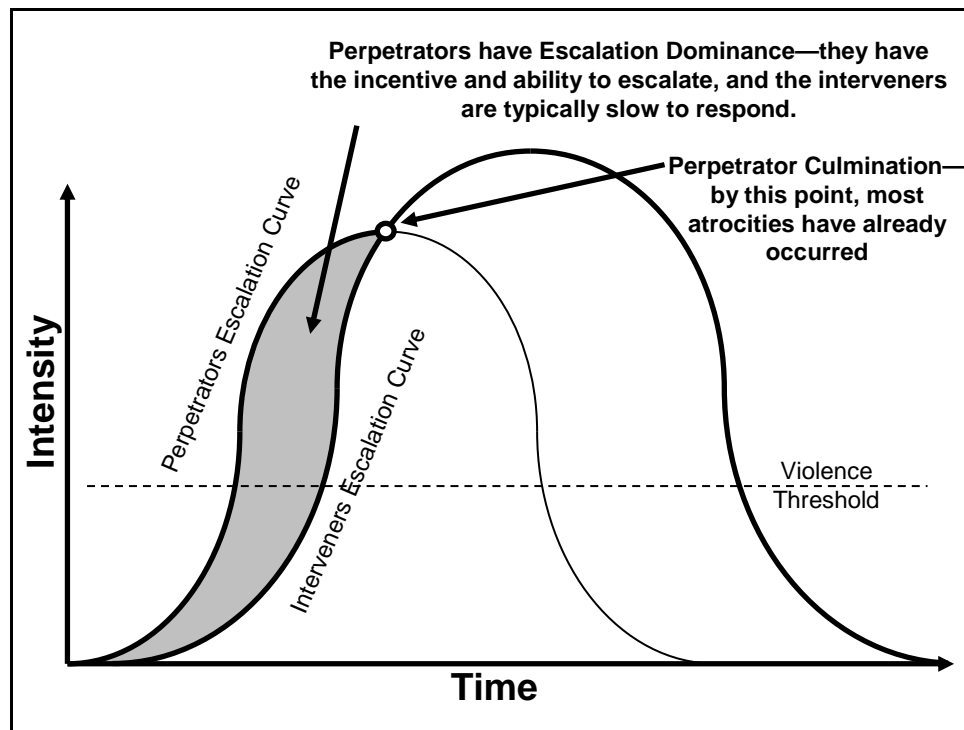 Perpetrators have Escalation Dominance—they have
the incentive and ability to escalate, and the interveners
are typically slow to respond.
Perpetrator Culmination—
by this point, most
atrocities have already
occurred
Perpetrators Escalation Curve
Interveners Escalation Curve
Intensity
Violence
Threshold
Time